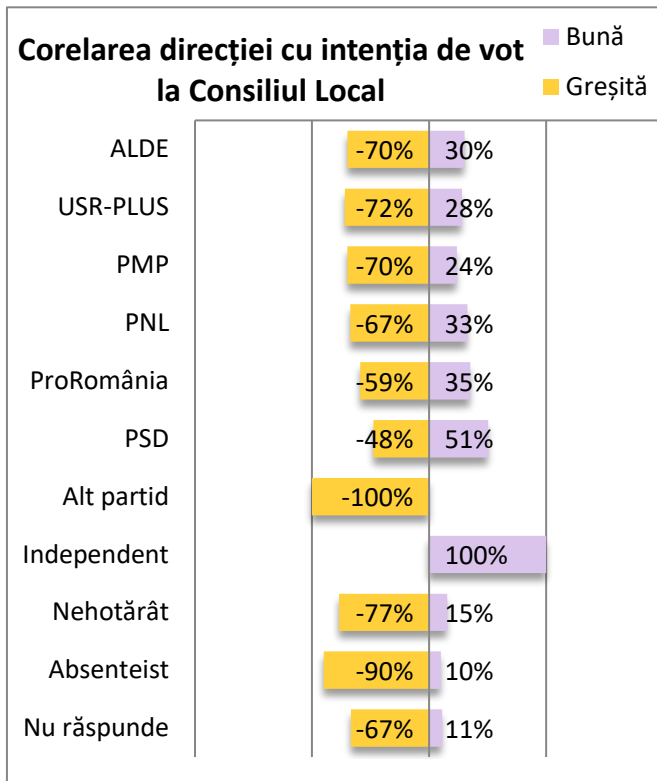 Corelarea direcției cu intenția de vot
la Consiliul Local
Bună
Greșită
ALDE -70% 30%
USR-PLUS -72% 28%
PMP -70% 24%
PNL -67% 33%
ProRomânia -59% 35%
PSD -48% 51%
Alt partid -100%
Independent 100%
Nehotărât -77% 15%
Absenteist -90% 10%
Nu răspunde -67% 11%